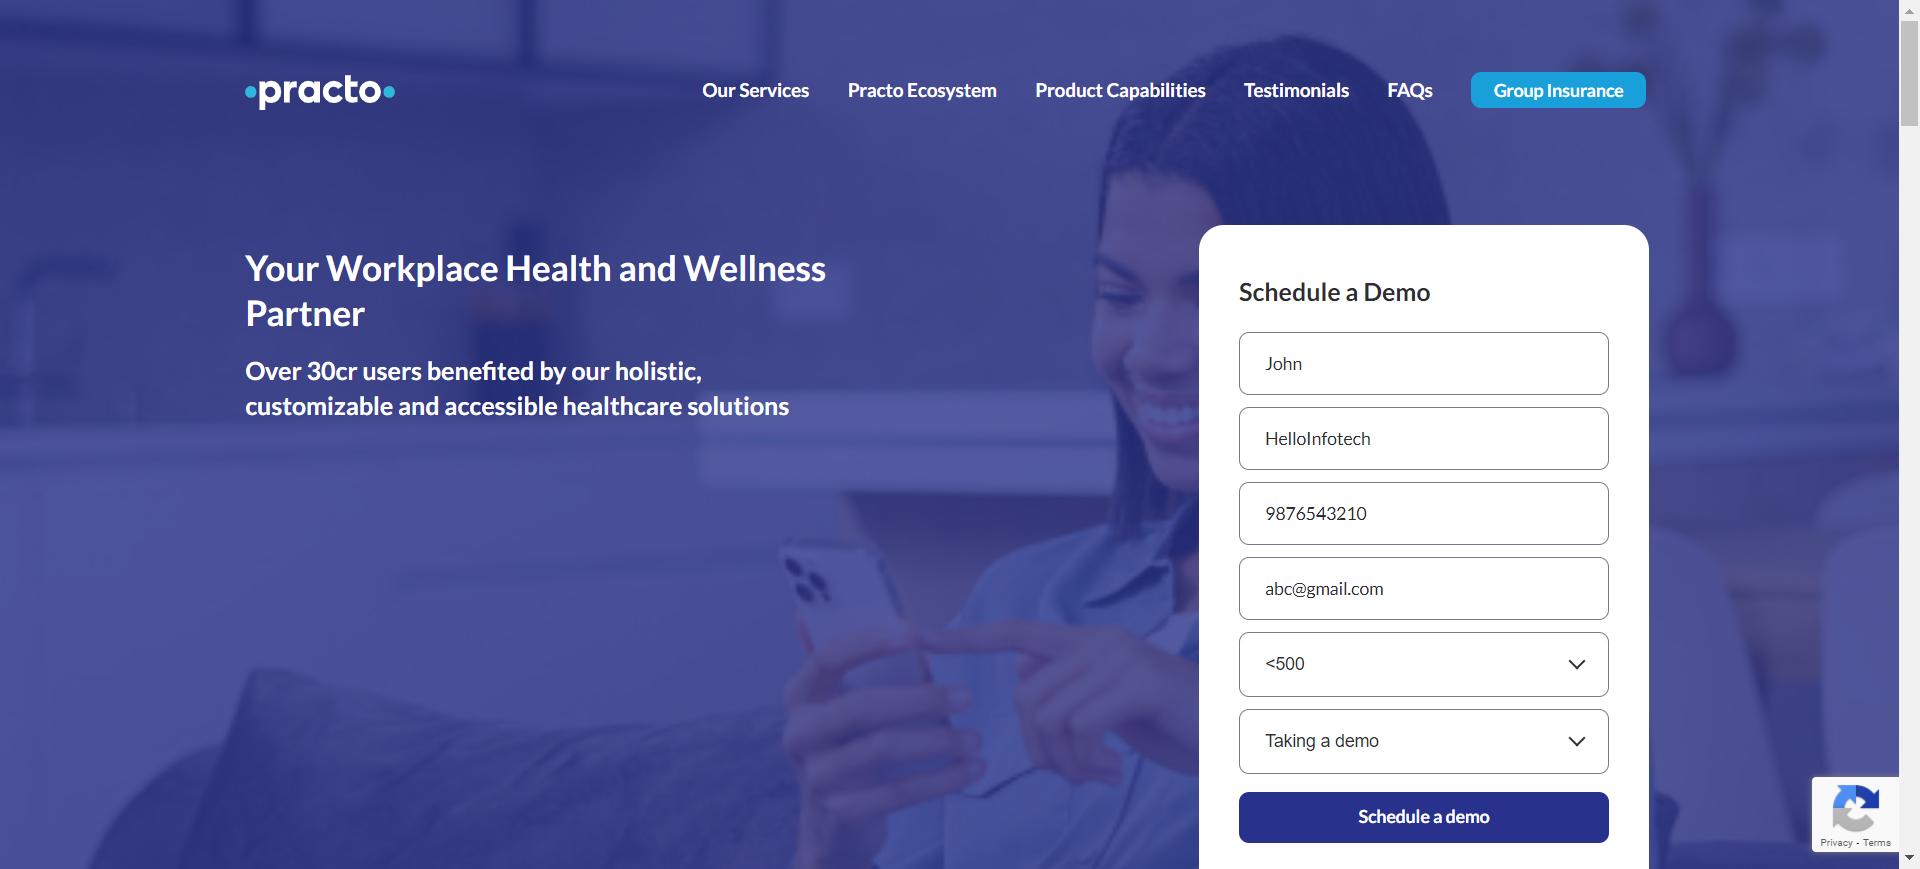 practo
Our Services
Practo Ecosystem
Product Capabilities
Testimonials
FAQs
Group Insurance
Your Workplace Health and Wellness
Partner
Over 30cr users benefited by our holistic,
customizable and accessible healthcare solutions
Schedule a Demo
John
HelloInfotech
9876543210
abc@gmail.com
<500
Taking a demo
Schedule a demo
Privacy - Terms